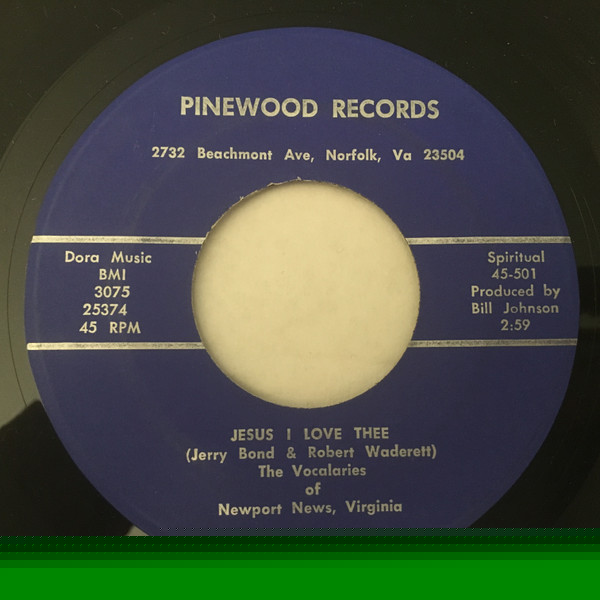 PINEWOOD RECORDS
2732 Beachmont Ave, Norfolk, Va 23504
Dora Music
BMI
3075
25374
45 RPM
Spiritual
45-501
Produced by
Bill Johnson
2:59
JESUS I LOVE THEE
(Jerry Bond & Robert Waderett)
The Vocalaries
of
Newport News, Virginia